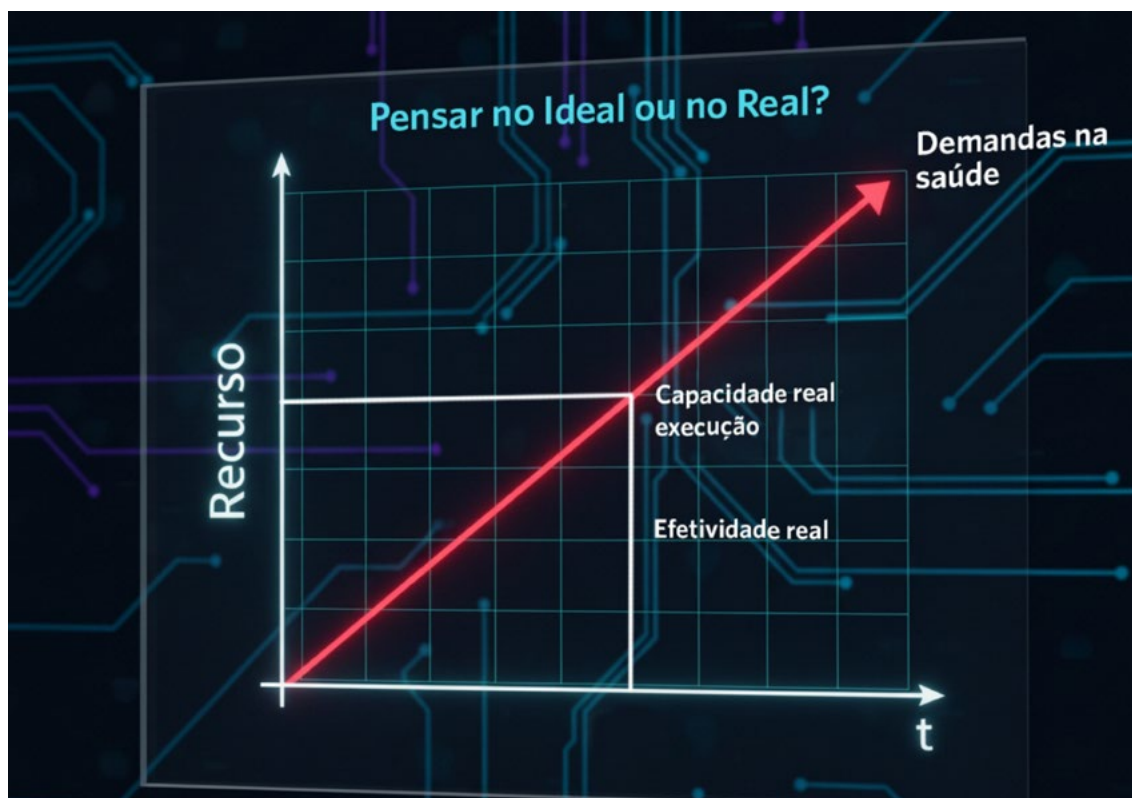 Pensar no Ideal ou no Real?
Demandas na
saúde
Recurso
Capacidade real
execução
Efetividade real
t